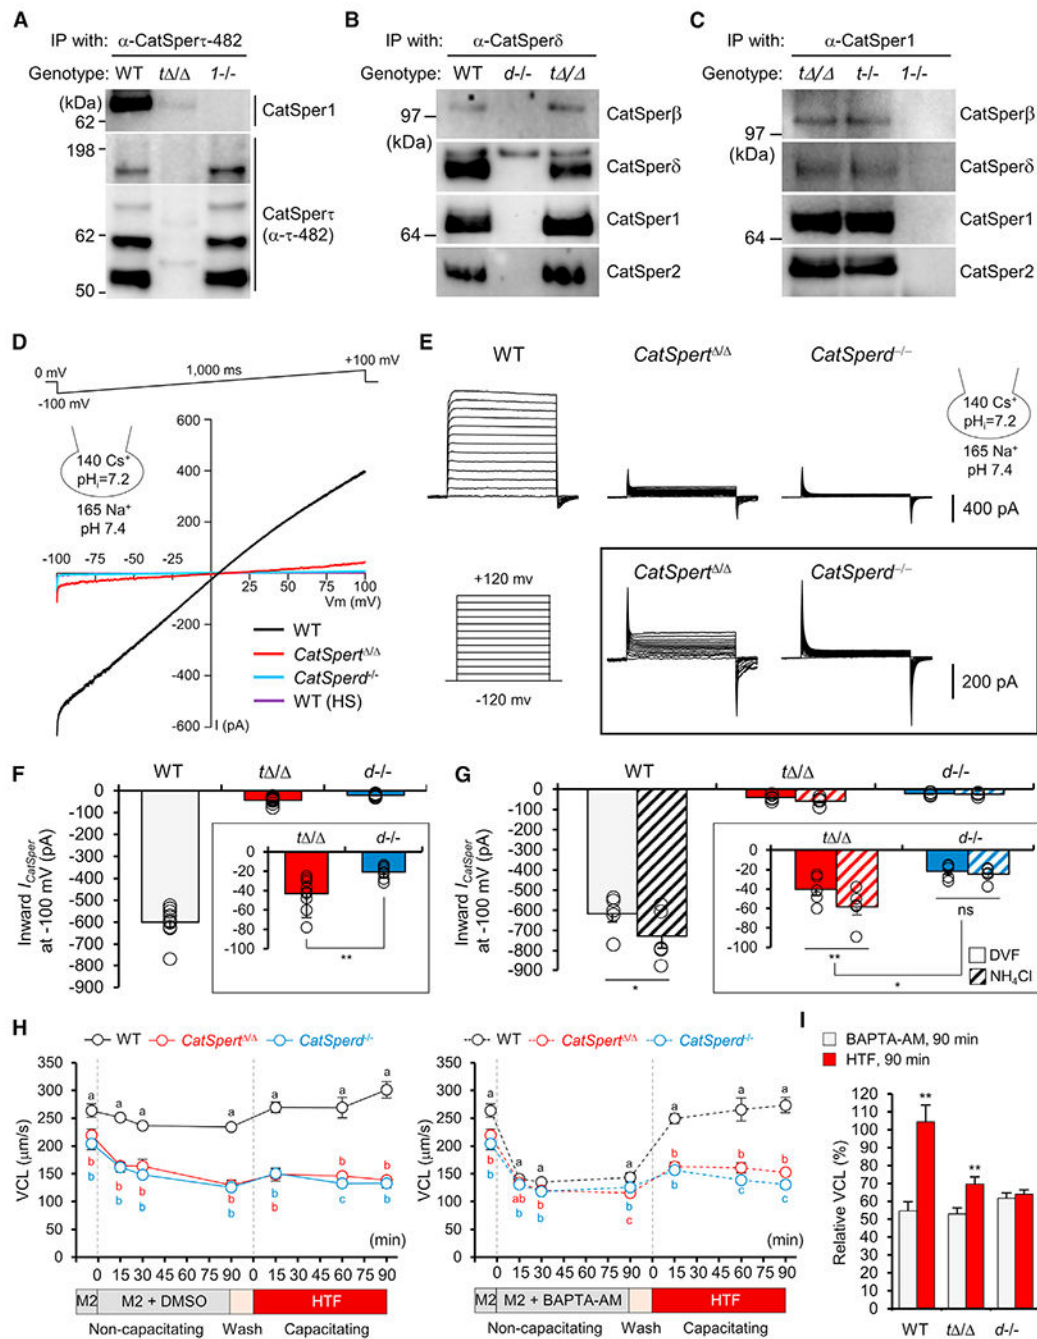 A
IP with: α-CatSperτ-482
Genotype: WT tΔ/Δ 1-/-
(kDa)
62
198
62
50
CatSper1
CatSperτ
(α-τ-482)
B
IP with: α-CatSperδ
Genotype: WT d-/- tΔ/Δ
97
(kDa)
64
CatSperβ
CatSperδ
CatSper1
CatSper2
C
IP with: α-CatSper1
Genotype: tΔ/Δ t-/- 1-/-
97
(kDa)
64
CatSperβ
CatSperδ
CatSper1
CatSper2
D
0 mV
-100 mV
1,000 ms
+100 mV
140 Cs⁺
pHᵢ=7.2
165 Na⁺
pH 7.4
600
400
200
-200
-400
-600
-100 -75 -50 -25
25 50 75 100
Vm (mV)
I (pA)
WT
CatSpertᐃ/ᐃ
CatSperd-/-
WT (HS)
E
WT CatSpertᐃ/ᐃ CatSperd–/–
140 Cs⁺
pHᵢ=7.2
165 Na⁺
pH 7.4
400 pA
+120 mv
-120 mv
CatSpertᐃ/ᐃ CatSperd–/–
200 pA
F
WT tΔ/Δ d-/-
Inward I CatSper
at -100 mV (pA)
0
-100
-200
-300
-400
-500
-600
-700
-800
-900
tΔ/Δ d-/-
-20
-40
-60
-80
-100
**
G
WT tΔ/Δ d-/-
Inward I CatSper
at -100 mV (pA)
0
-100
-200
-300
-400
-500
-600
-700
-800
-900
*
tΔ/Δ d-/-
-20
-40
-60
-80
-100
**
ns
*
DVF
NH₄Cl
H
WT CatSpertᐃ/ᐃ CatSperd-/-
VCL (µm/s)
350
300
250
200
150
100
50
0
a a a a a a a
b b b b b b
b b b b b c b
(min)
0 15 30 45 60 75 90 0 15 30 45 60 75 90
M2 M2 + DMSO HTF
Non-capacitating Wash Capacitating
WT CatSpertᐃ/ᐃ CatSperd-/-
VCL (µm/s)
350
300
250
200
150
100
50
0
a a a a a a a
b ab b b b b
b b b b c b c c
(min)
0 15 30 45 60 75 90 0 15 30 45 60 75 90
M2 M2 + BAPTA-AM HTF
Non-capacitating Wash Capacitating
I
BAPTA-AM, 90 min
HTF, 90 min
Relative VCL (%)
120
110
100
90
80
70
60
50
40
30
20
10
0
** **
WT tΔ/Δ d-/-